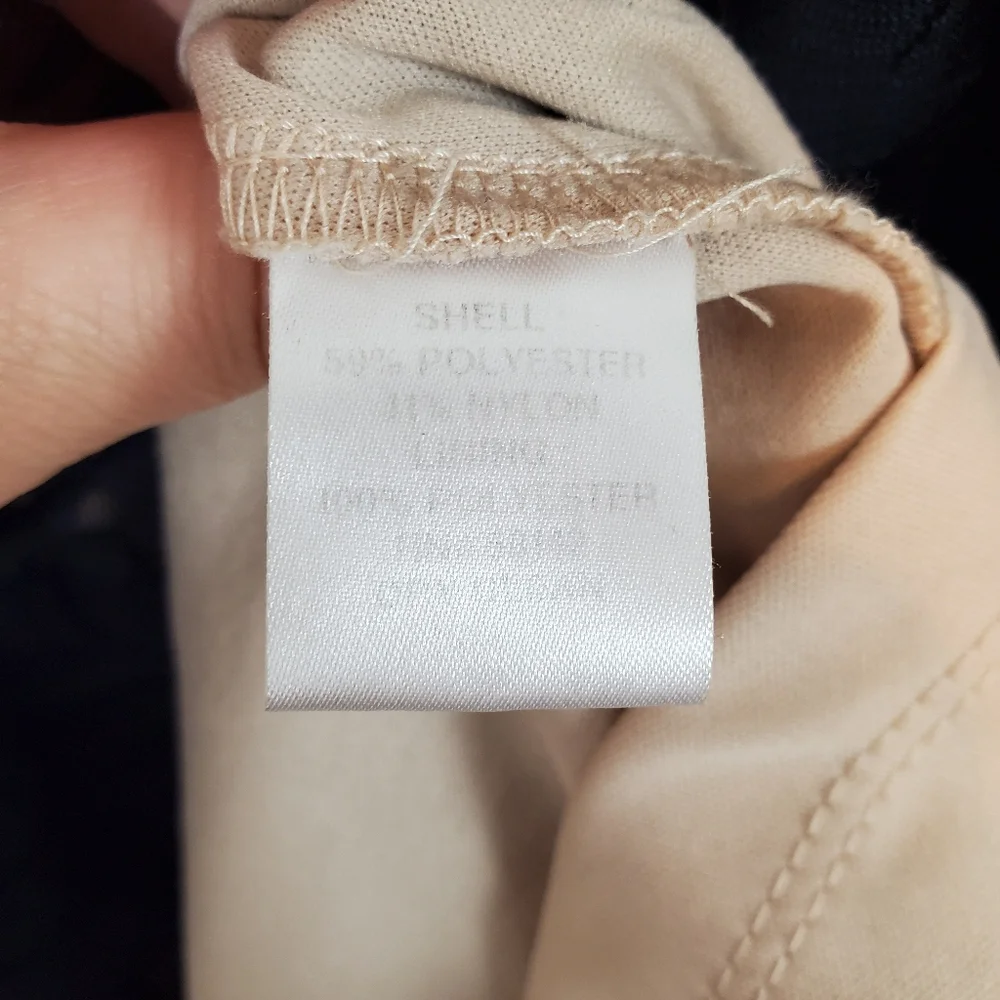 SHELL
59% POLYESTER
41% NYLON
LINING
100% POLYESTER